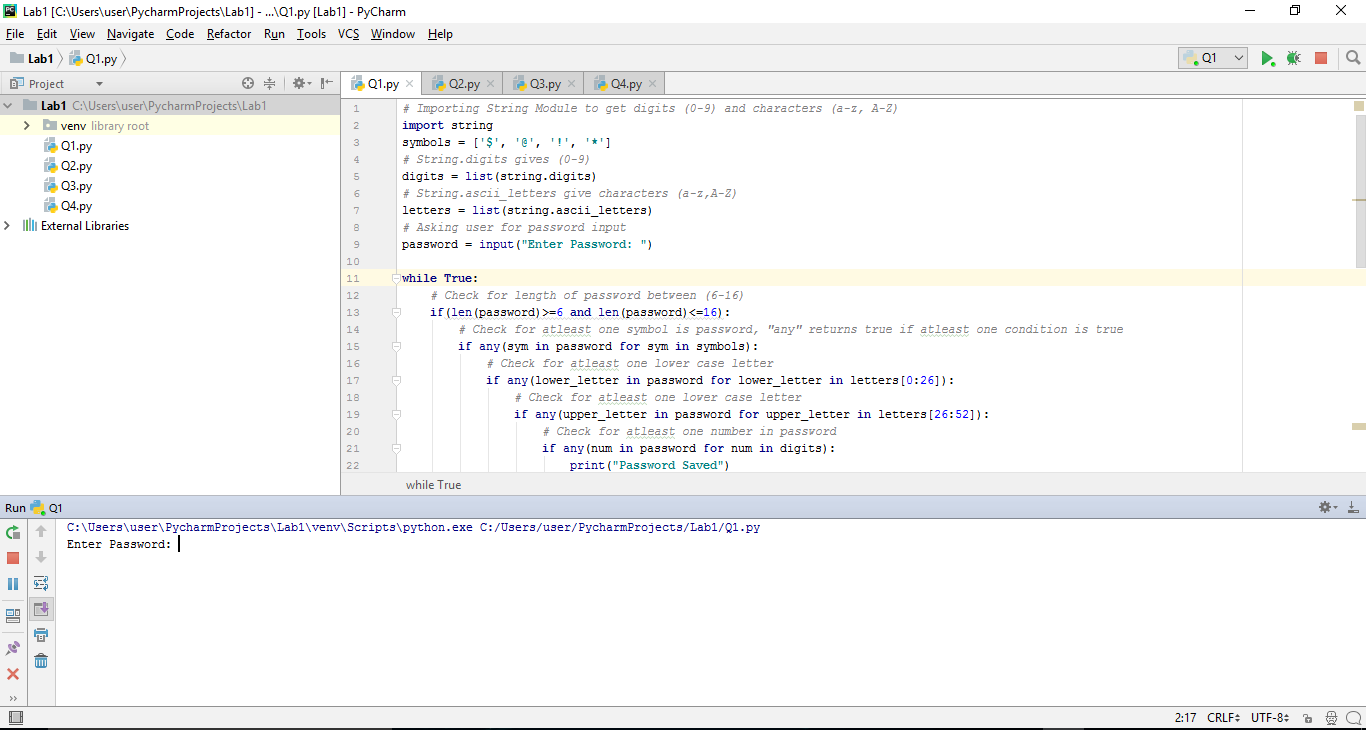 Lab1 [C:\Users\user\PycharmProjects\Lab1] - ...\Q1.py [Lab1] - PyCharm
File Edit View Navigate Code Refactor Run Tools VCS Window Help
Lab1 Q1.py Q1
Project
Q1.py Q2.py Q3.py Q4.py
Lab1 C:\Users\user\PycharmProjects\Lab1
venv library root
Q1.py
Q2.py
Q3.py
Q4.py
External Libraries
1 # Importing String Module to get digits (0-9) and characters (a-z, A-Z)
2 import string
3 symbols = ['$', '@', '!', '*']
4 # String.digits gives (0-9)
5 digits = list(string.digits)
6 # String.ascii_letters give characters (a-z,A-Z)
7 letters = list(string.ascii_letters)
8 # Asking user for password input
9 password = input("Enter Password: ")
10
11 while True:
12 # Check for length of password between (6-16)
13 if(len(password)>=6 and len(password)<=16):
14 # Check for atleast one symbol is password, "any" returns true if atleast one condition is true
15 if any(sym in password for sym in symbols):
16 # Check for atleast one lower case letter
17 if any(lower_letter in password for lower_letter in letters[0:26]):
18 # Check for atleast one lower case letter
19 if any(upper_letter in password for upper_letter in letters[26:52]):
20 # Check for atleast one number in password
21 if any(num in password for num in digits):
22 print("Password Saved")
while True
Run Q1
C:\Users\user\PycharmProjects\Lab1\venv\Scripts\python.exe C:/Users/user/PycharmProjects/Lab1/Q1.py
Enter Password:
2:17 CRLF UTF-8